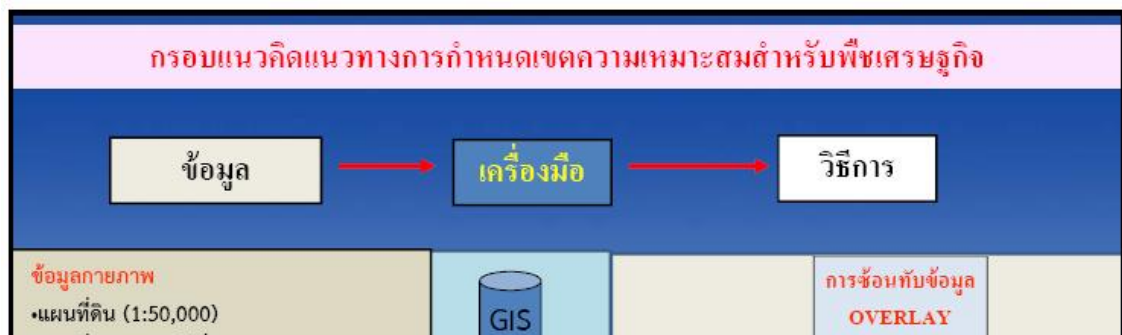 กรอบแนวคิดแนวทางการกำหนดเขตความเหมาะสมสำหรับพืชเศรษฐกิจ
ข้อมูล
เครื่องมือ
วิธีการ
ข้อมูลกายภาพ
•แผนที่ดิน (1:50,000)
GIS
การซ้อนทับข้อมูล
OVERLAY